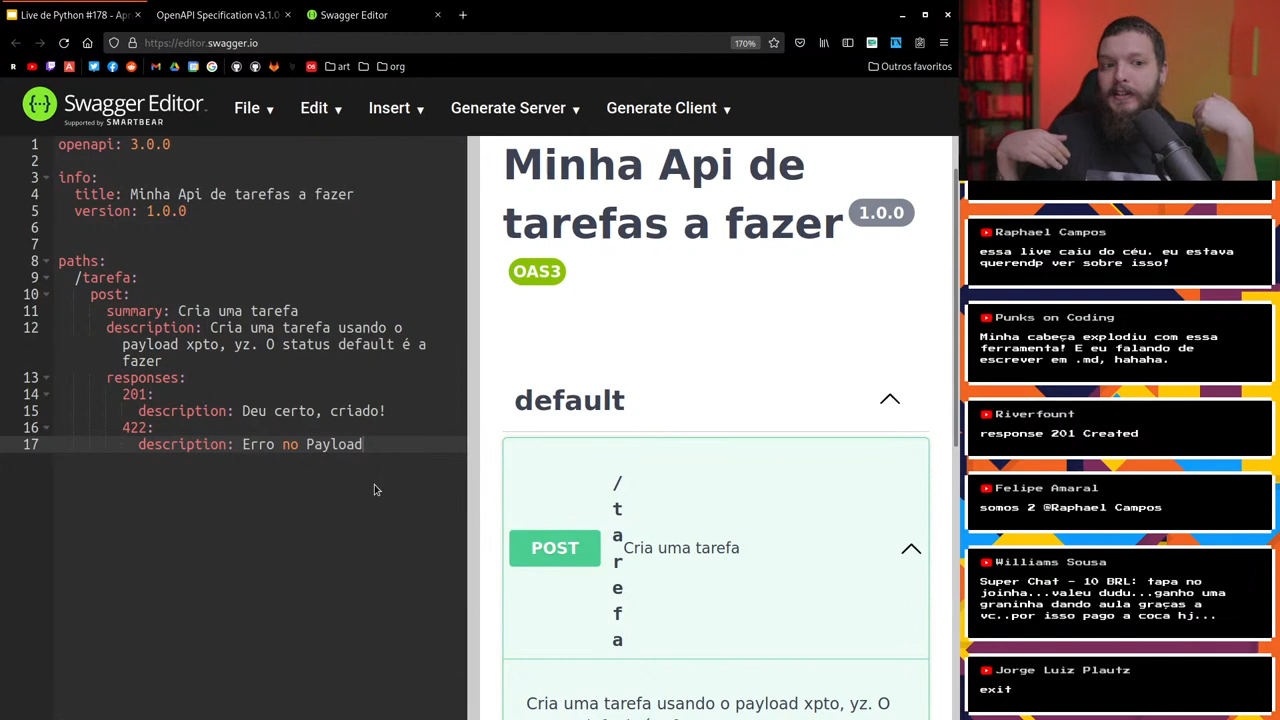 Live de Python #178 - Apr
OpenAPI Specification v3.1.0
Swagger Editor
https://editor.swagger.io
170%
art
org
Outros favoritos
Swagger Editor
Supported by SMARTBEAR
File
Edit
Insert
Generate Server
Generate Client
1 openapi: 3.0.0
2
3 info:
4 title: Minha Api de tarefas a fazer
5 version: 1.0.0
6
7
8 paths:
9 /tarefa:
10 post:
11 summary: Cria uma tarefa
12 description: Cria uma tarefa usando o
payload xpto, yz. O status default é a
fazer
13 responses:
14 201:
15 description: Deu certo, criado!
16 422:
17 description: Erro no Payload
Minha Api de
tarefas a fazer 1.0.0
OAS3
default
POST
/tarefa
Cria uma tarefa
Cria uma tarefa usando o payload xpto, yz. O
Raphael Campos
essa live caiu do céu. eu estava
querendp ver sobre isso!
Punks on Coding
Minha cabeça explodiu com essa
ferramenta! E eu falando de
escrever em .md, hahaha.
Riverfount
response 201 Created
Felipe Amaral
somos 2 @Raphael Campos
Williams Sousa
Super Chat - 10 BRL: tapa no
joinha...valeu dudu...ganho uma
graninha dando aula graças a
vc..por isso pago a coca hj...
Jorge Luiz Plautz
exit